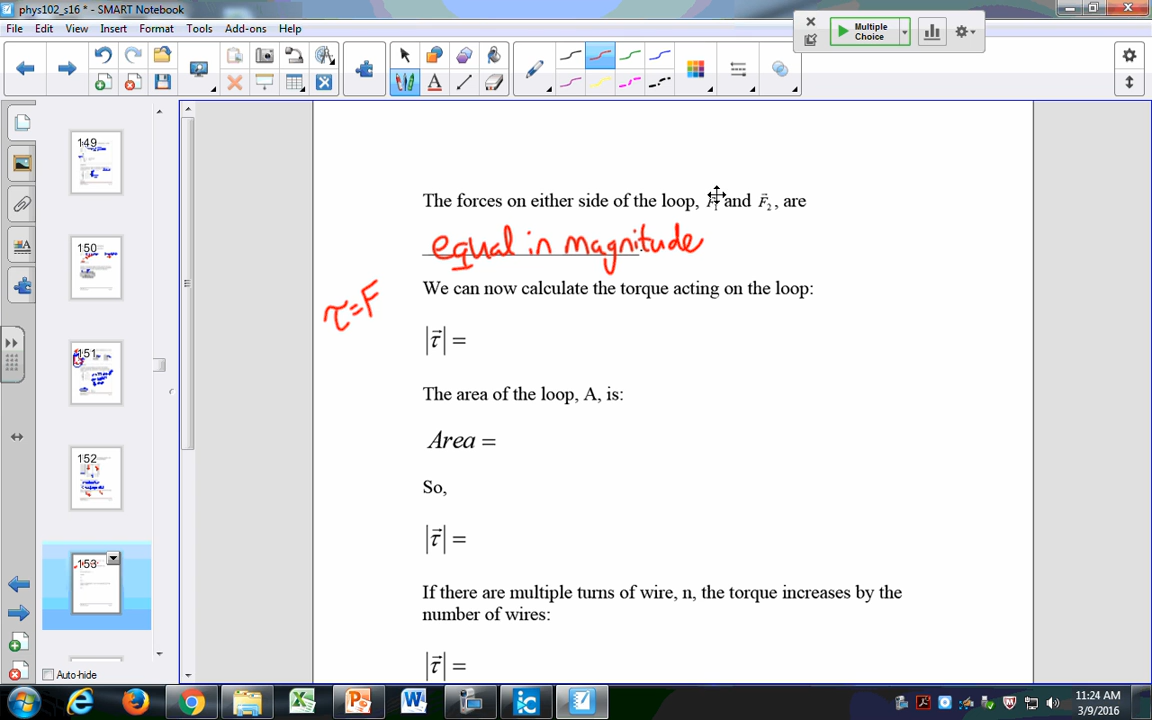 phys102_s16 * - SMART Notebook
File Edit View Insert Format Tools Add-ons Help
Multiple
Choice
149
150
151
152
153
Auto-hide
The forces on either side of the loop, and F⃗₂, are
equal in magnitude
We can now calculate the torque acting on the loop:
τ=F
|τ⃗| =
The area of the loop, A, is:
Area =
So,
|τ⃗| =
If there are multiple turns of wire, n, the torque increases by the
number of wires:
|τ⃗| =
11:24 AM
3/9/2016